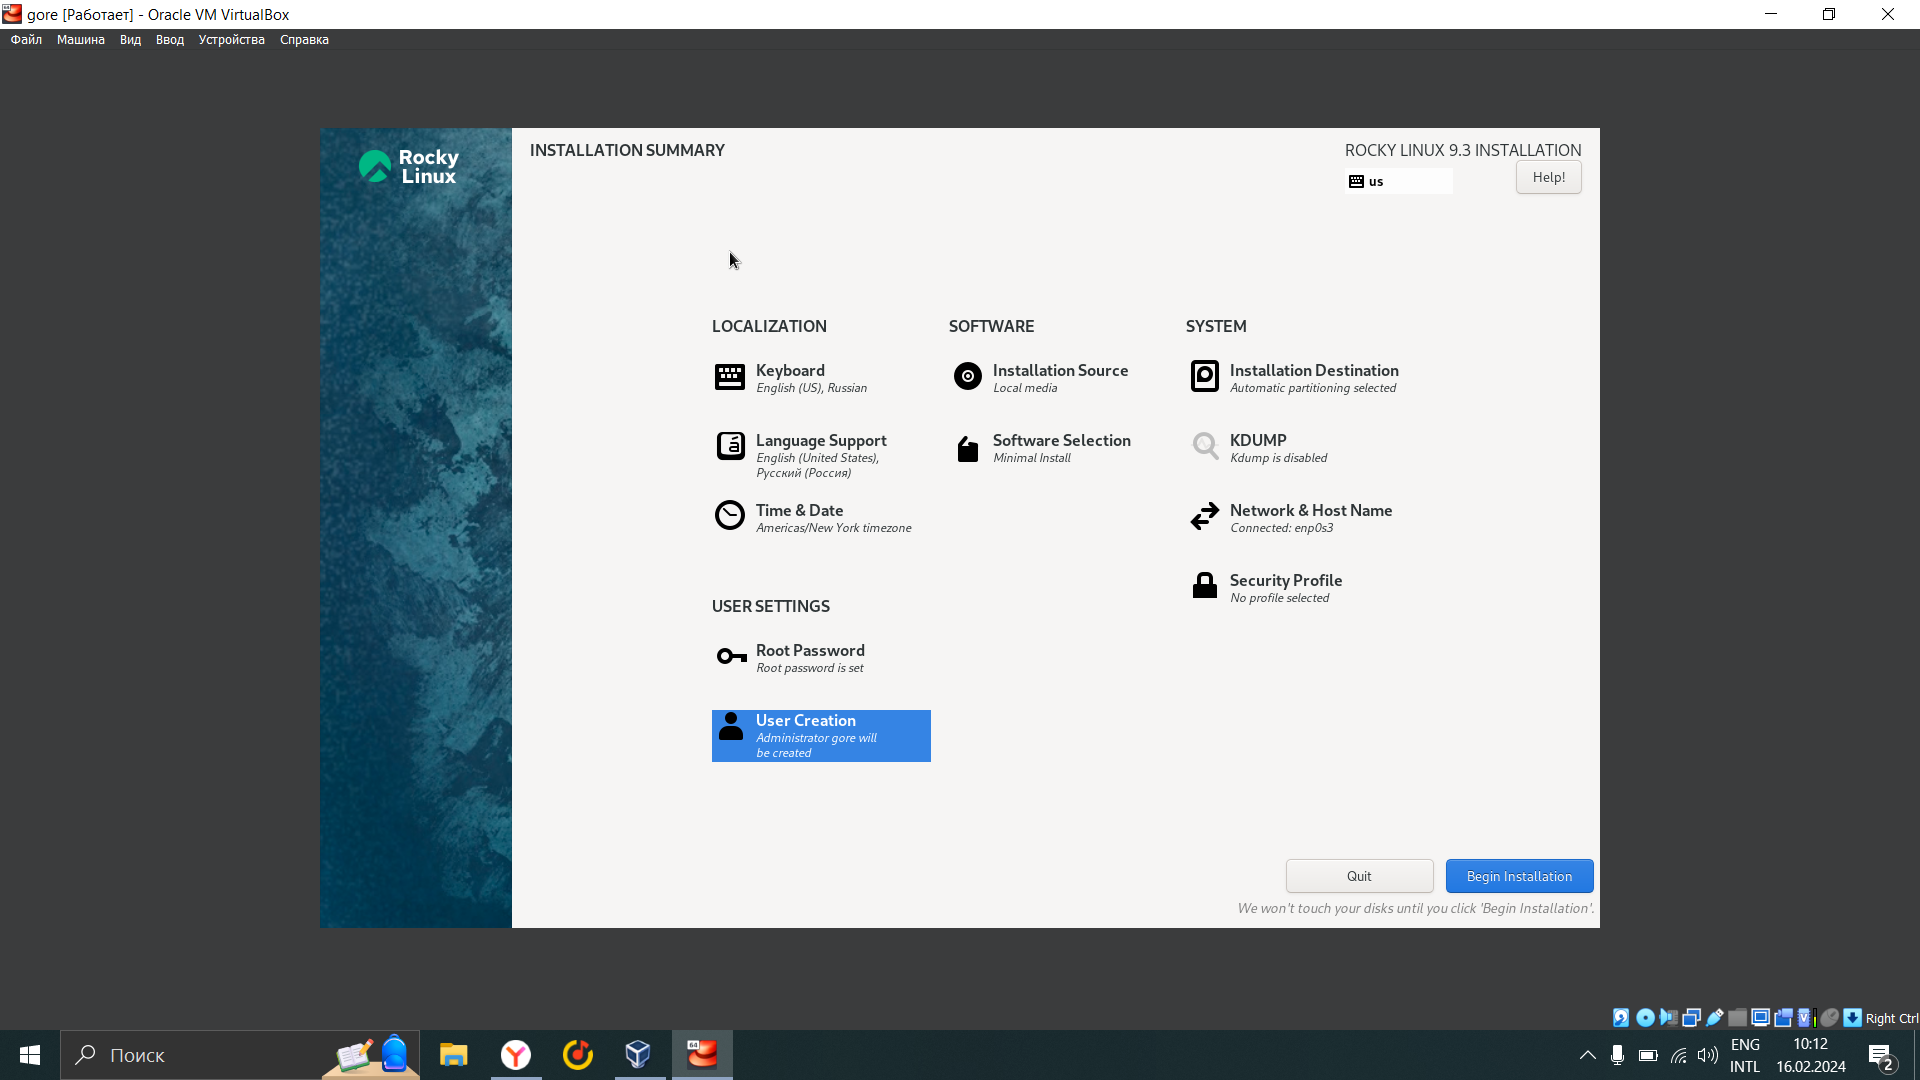 gore [Работает] - Oracle VM VirtualBox
Файл Машина Вид Ввод Устройства Справка
Rocky
Linux
INSTALLATION SUMMARY
ROCKY LINUX 9.3 INSTALLATION
us
Help!
LOCALIZATION
Keyboard
English (US), Russian
Language Support
English (United States),
Русский (Россия)
Time & Date
Americas/New York timezone
SOFTWARE
Installation Source
Local media
Software Selection
Minimal Install
SYSTEM
Installation Destination
Automatic partitioning selected
KDUMP
Kdump is disabled
Network & Host Name
Connected: enp0s3
Security Profile
No profile selected
USER SETTINGS
Root Password
Root password is set
User Creation
Administrator gore will
be created
Quit
Begin Installation
We won't touch your disks until you click 'Begin Installation'.
Right Ctrl
Поиск
64
ENG
INTL
10:12
16.02.2024
2